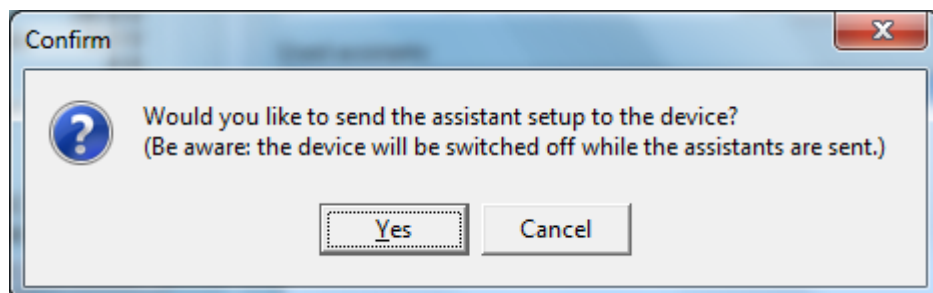 Confirm
Would you like to send the assistant setup to the device?
(Be aware: the device will be switched off while the assistants are sent.)
Yes
Cancel